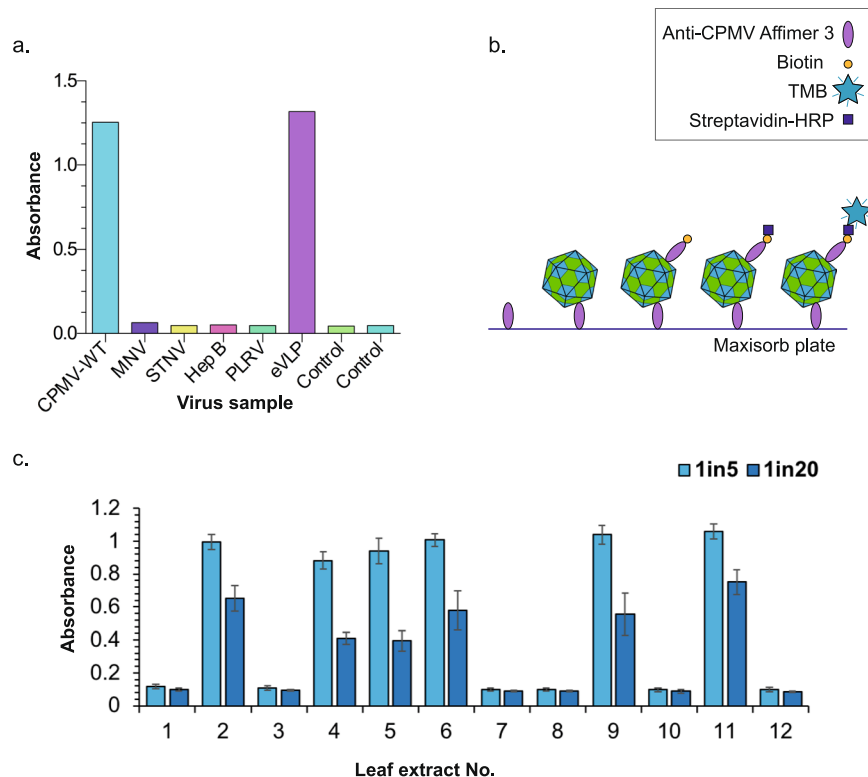 a.
1.5
1.0
0.5
0.0
Absorbance
CPMV-WT
MNV
STNV
Hep B
PLRV
eVLP
Control
Control
Virus sample
b.
Anti-CPMV Affimer 3
Biotin
TMB
Streptavidin-HRP
Maxisorb plate
c.
1in5 1in20
1.2
1
0.8
0.6
0.4
0.2
0
Absorbance
1 2 3 4 5 6 7 8 9 10 11 12
Leaf extract No.